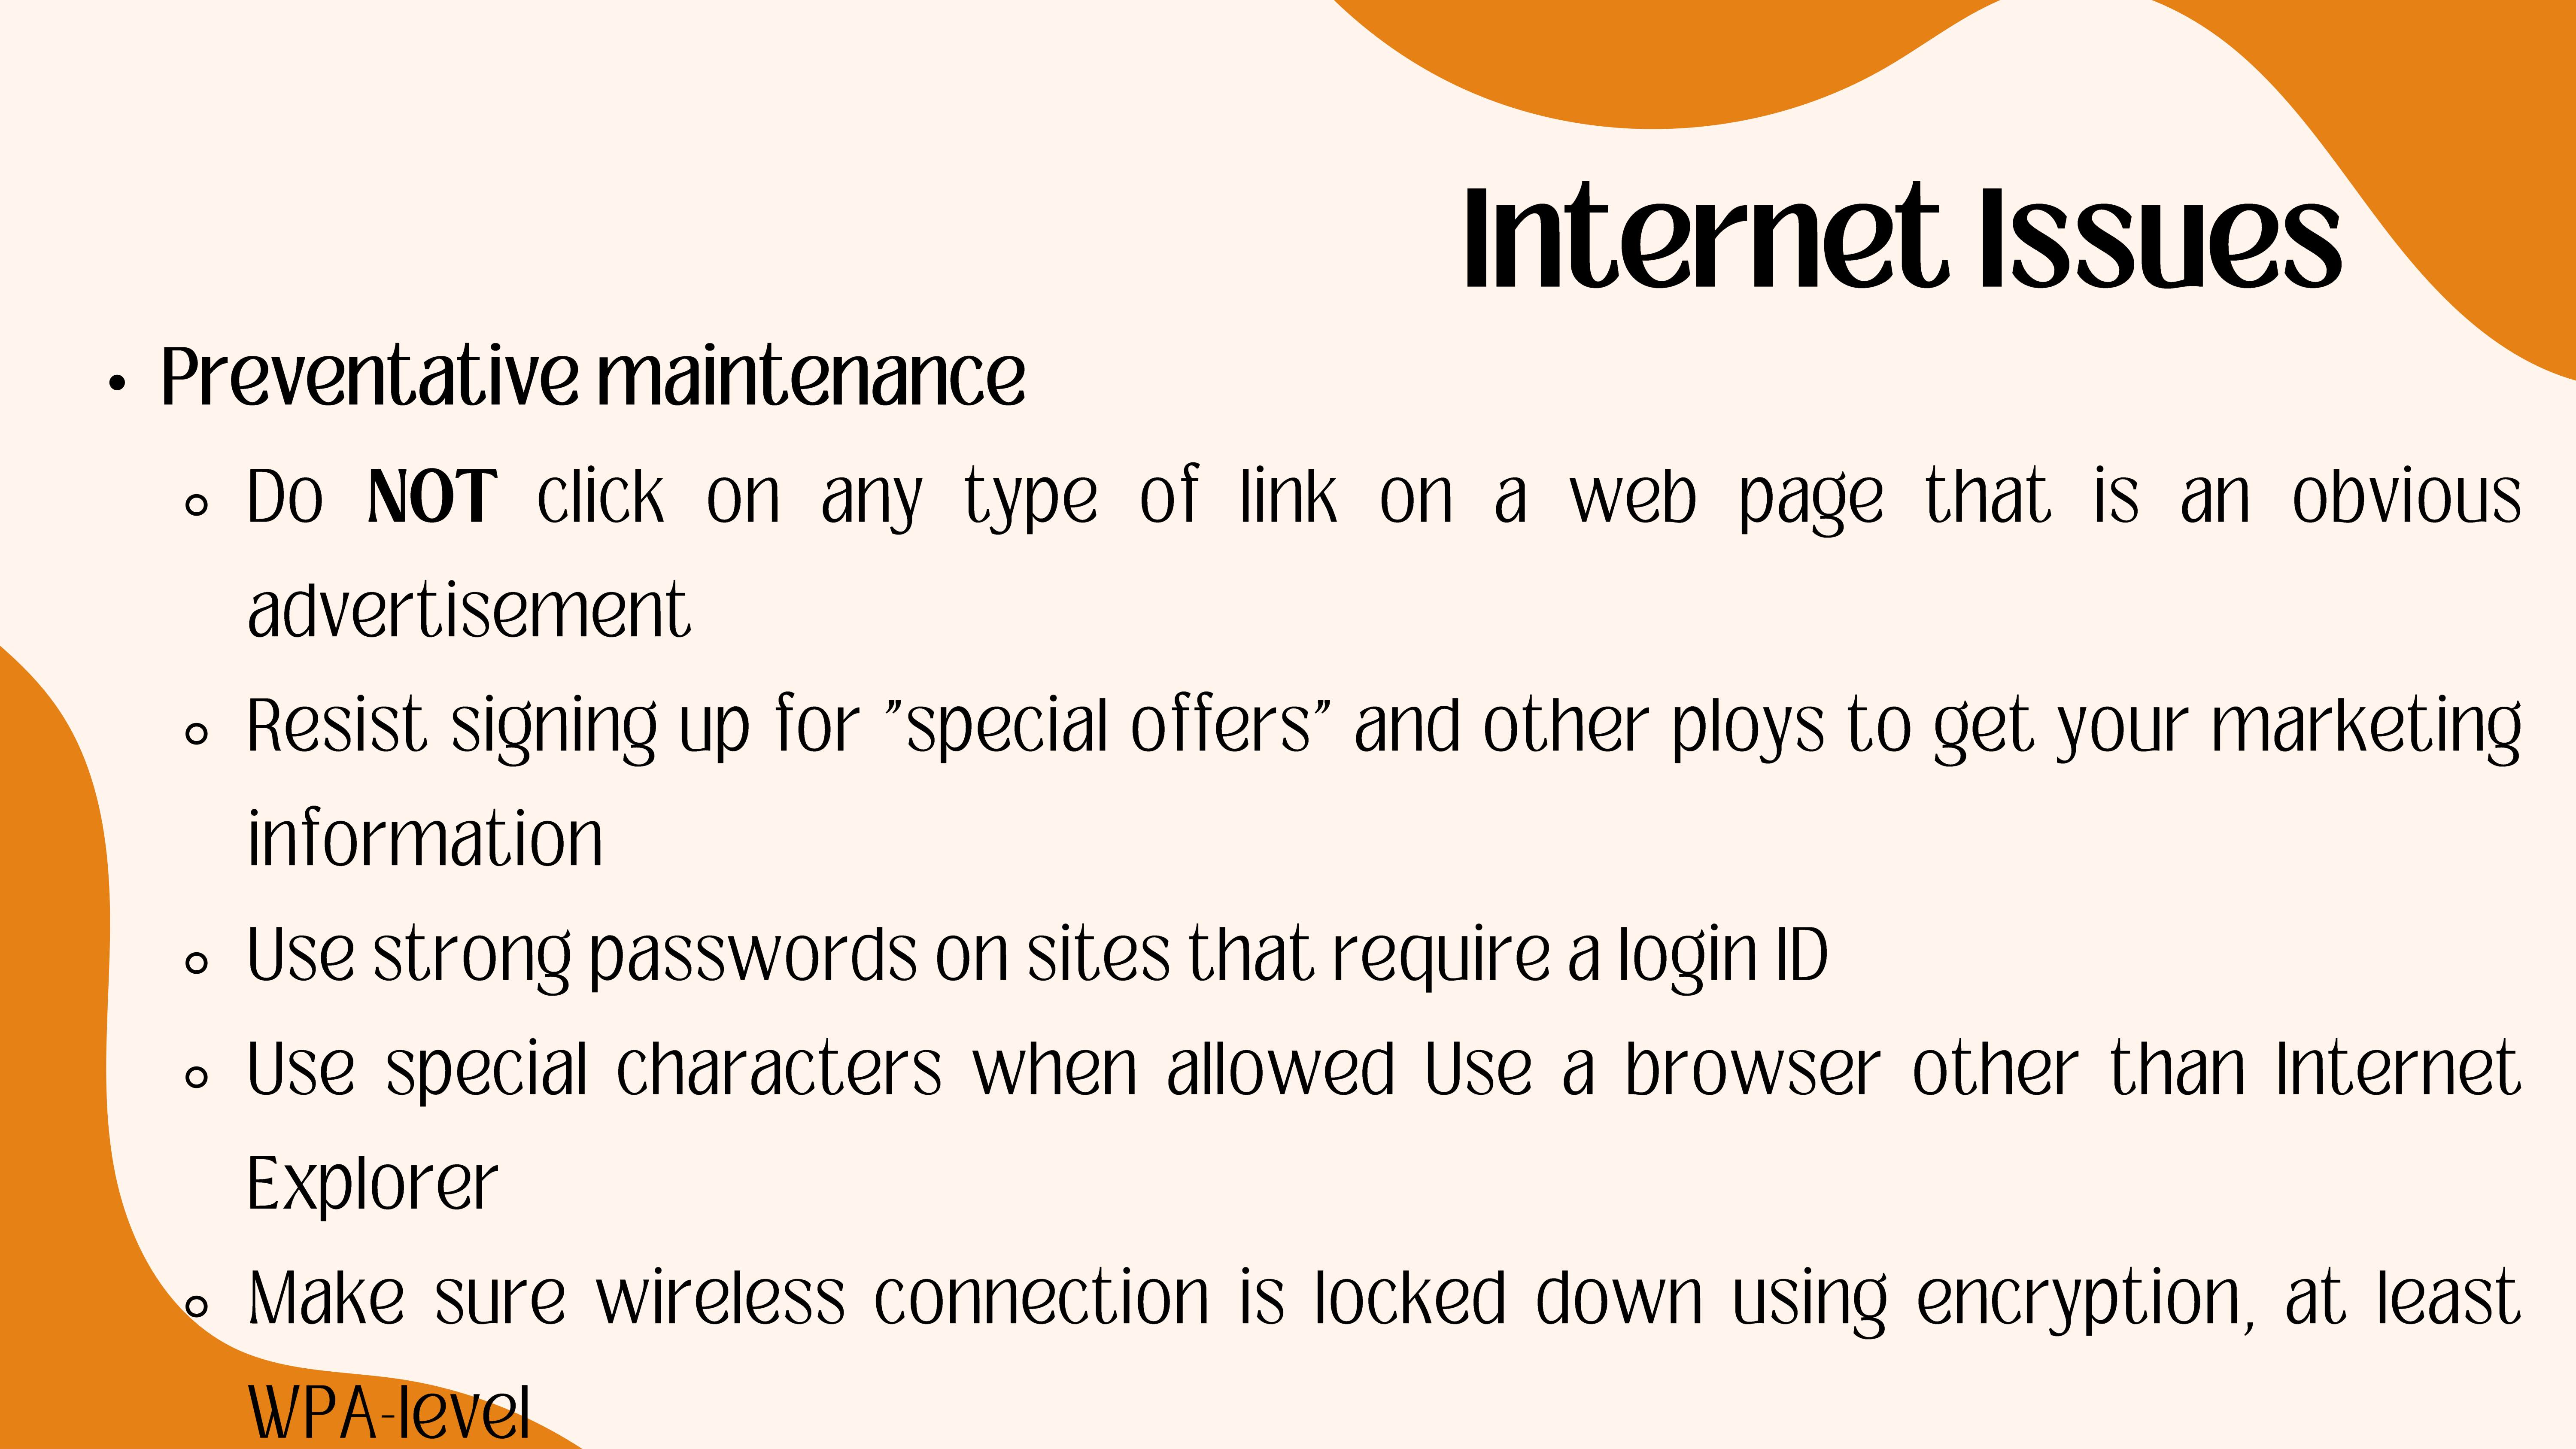 Internet Issues
• Preventative maintenance
◦ Do NOT click on any type of link on a web page that is an obvious
advertisement
◦ Resist signing up for "special offers" and other ploys to get your marketing
information
◦ Use strong passwords on sites that require a login ID
◦ Use special characters when allowed Use a browser other than Internet
Explorer
◦ Make sure wireless connection is locked down using encryption, at least
WPA-level